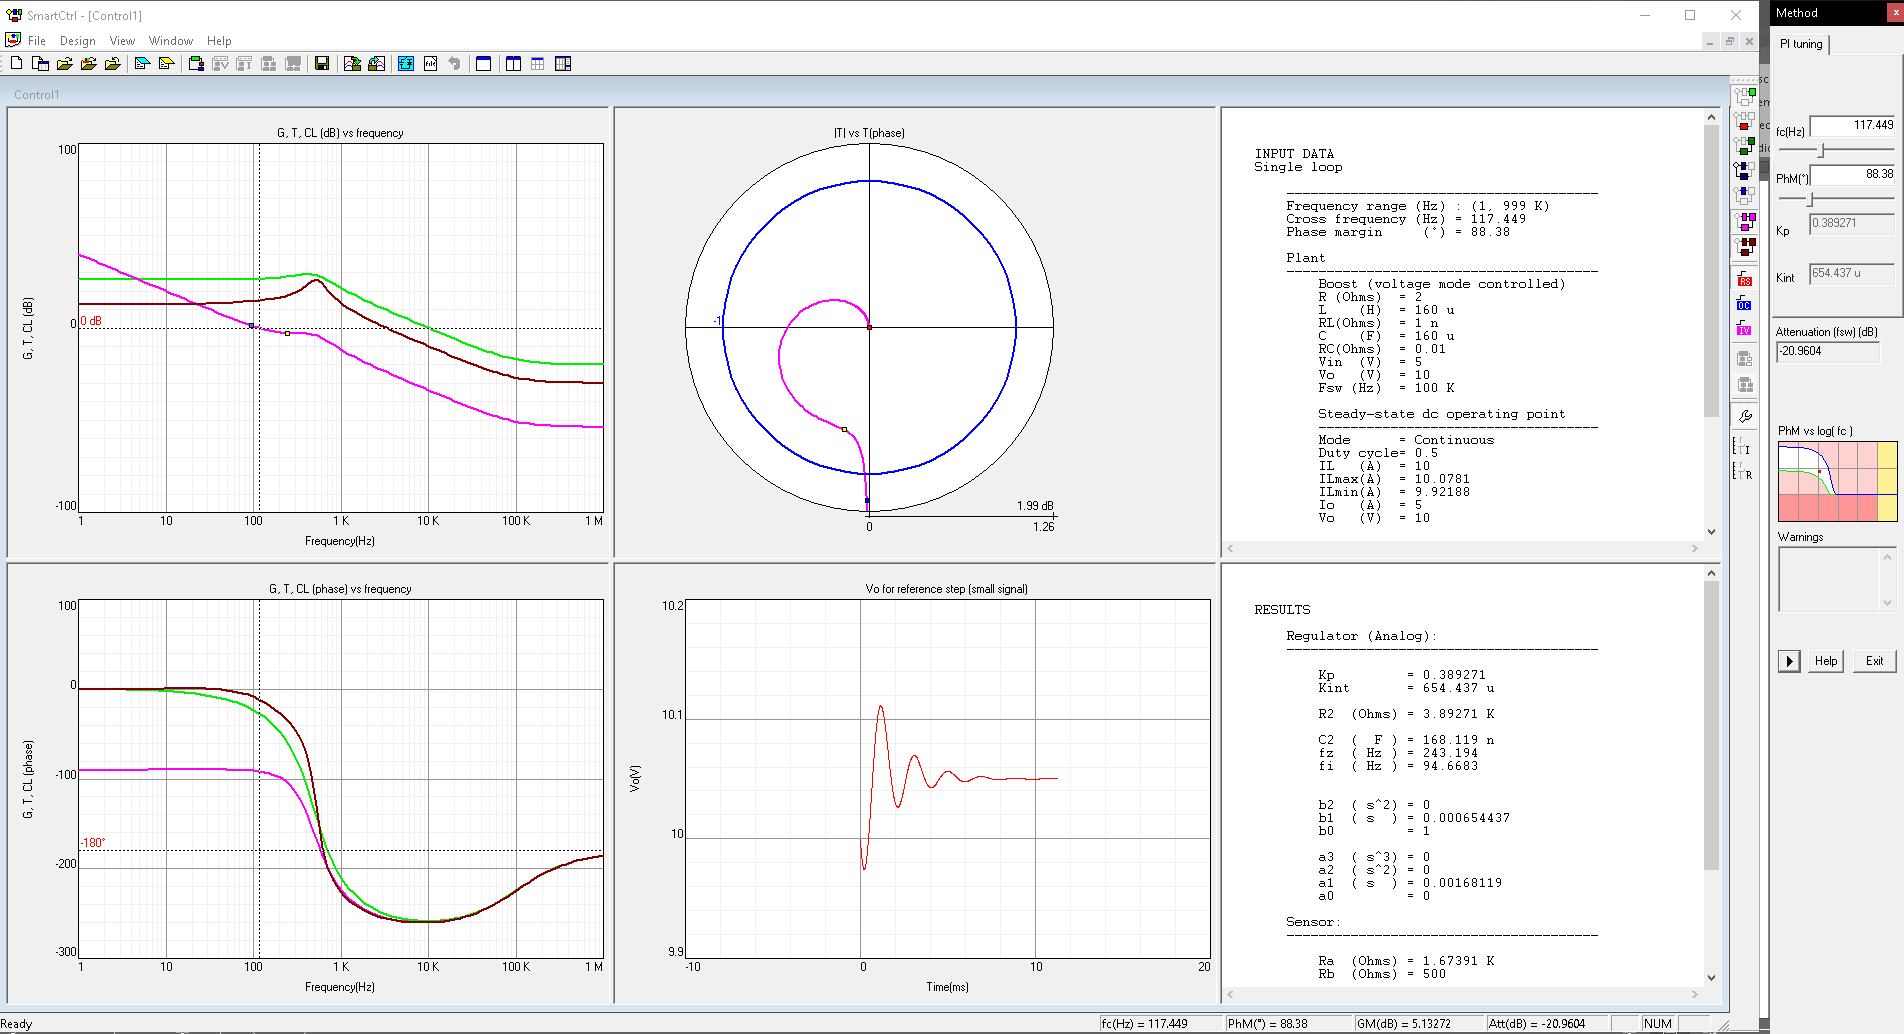 SmartCtrl - [Control1]
File Design View Window Help
Control1
G, T, CL (dB) vs frequency
100
0
-100
0 dB
G, T, CL (dB)
1 10 100 1 K 10 K 100 K 1 M
Frequency(Hz)
|T| vs T(phase)
-1
1.99 dB
0 1.26
INPUT DATA
Single loop
Frequency range (Hz) : (1, 999 K)
Cross frequency (Hz) = 117.449
Phase margin (°) = 88.38
Plant
Boost (voltage mode controlled)
R (Ohms) = 2
L (H) = 160 u
RL(Ohms) = 1 n
C (F) = 160 u
RC(Ohms) = 0.01
Vin (V) = 5
Vo (V) = 10
Fsw (Hz) = 100 K
Steady-state dc operating point
Mode = Continuous
Duty cycle= 0.5
IL (A) = 10
ILmax(A) = 10.0781
ILmin(A) = 9.92188
Io (A) = 5
Vo (V) = 10
G, T, CL (phase) vs frequency
100
0
-100
-180°
-200
-300
G, T, CL (phase)
1 10 100 1 K 10 K 100 K 1 M
Frequency(Hz)
Vo for reference step (small signal)
10.2
10.1
10
9.9
Vo(V)
-10 0 10 20
Time(ms)
RESULTS
Regulator (Analog):
Kp = 0.389271
Kint = 654.437 u
R2 (Ohms) = 3.89271 K
C2 ( F ) = 168.119 n
fz ( Hz ) = 243.194
fi ( Hz ) = 94.6683
b2 ( s^2) = 0
b1 ( s ) = 0.000654437
b0 = 1
a3 ( s^3) = 0
a2 ( s^2) = 0
a1 ( s ) = 0.00168119
a0 = 0
Sensor:
Ra (Ohms) = 1.67391 K
Rb (Ohms) = 500
RS
OC
IV
I
R
Method
PI tuning
fc(Hz) 117.449
PhM(°) 88.38
Kp 0.389271
Kint 654.437 u
Attenuation (fsw) (dB)
-20.9604
PhM vs log( fc )
Warnings
Help Exit
Ready
fc(Hz) = 117.449 PhM(°) = 88.38 GM(dB) = 5.13272 Att(dB) = -20.9604 NUM